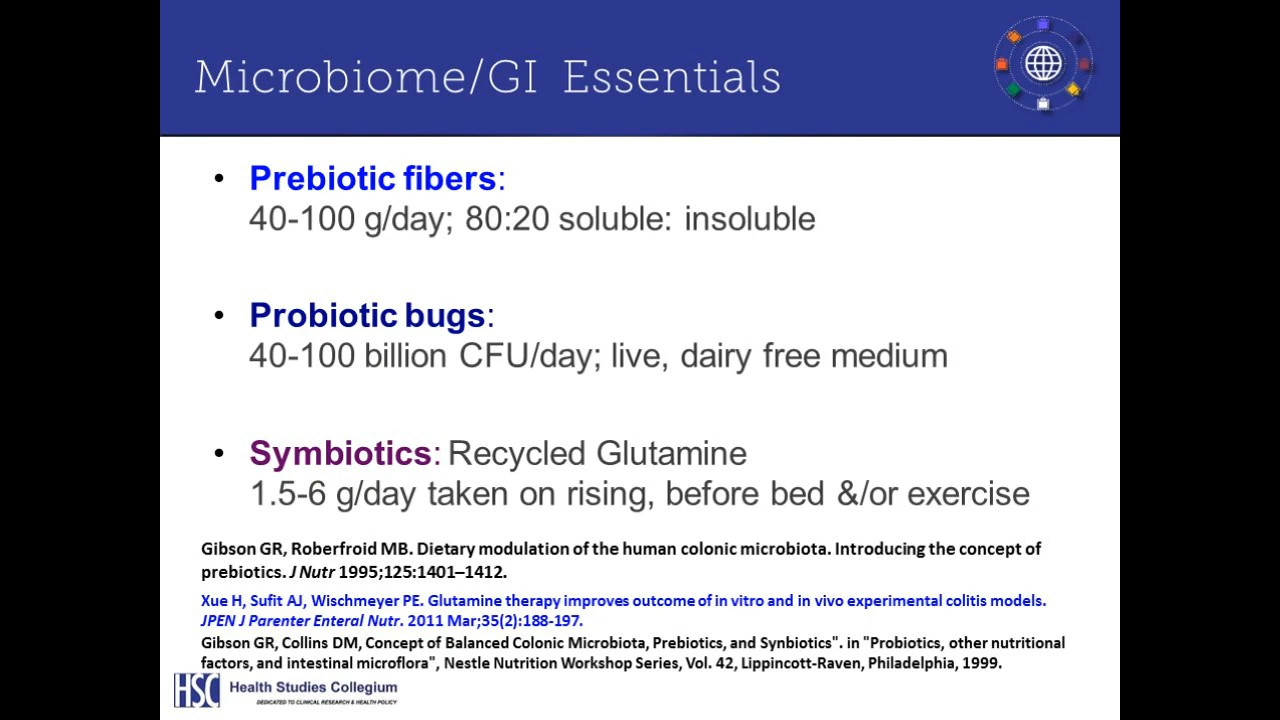 Microbiome/GI Essentials
• Prebiotic fibers:
40-100 g/day; 80:20 soluble: insoluble
• Probiotic bugs:
40-100 billion CFU/day; live, dairy free medium
• Symbiotics: Recycled Glutamine
1.5-6 g/day taken on rising, before bed &/or exercise
Gibson GR, Roberfroid MB. Dietary modulation of the human colonic microbiota. Introducing the concept of
prebiotics. J Nutr 1995;125:1401–1412.
Xue H, Sufit AJ, Wischmeyer PE. Glutamine therapy improves outcome of in vitro and in vivo experimental colitis models.
JPEN J Parenter Enteral Nutr. 2011 Mar;35(2):188-197.
Gibson GR, Collins DM, Concept of Balanced Colonic Microbiota, Prebiotics, and Synbiotics". in "Probiotics, other nutritional
factors, and intestinal microflora", Nestle Nutrition Workshop Series, Vol. 42, Lippincott-Raven, Philadelphia, 1999.
HSC Health Studies Collegium
DEDICATED TO CLINICAL RESEARCH & HEALTH POLICY